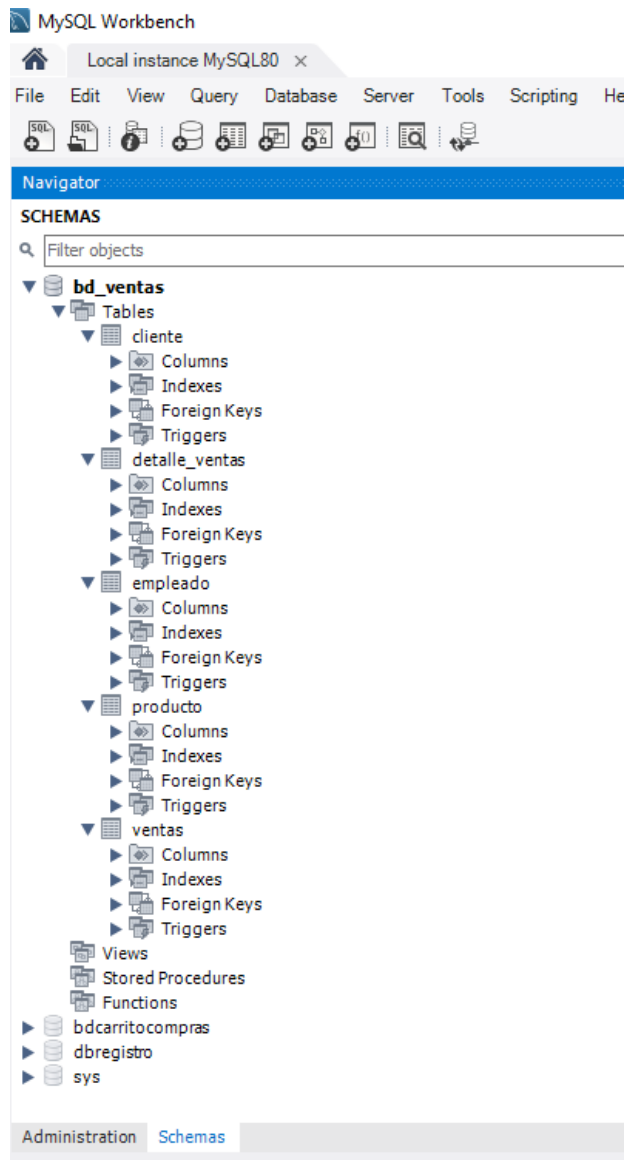 MySQL Workbench
Local instance MySQL80 ×
File Edit View Query Database Server Tools Scripting He
Navigator
SCHEMAS
Filter objects
bd_ventas
Tables
cliente
Columns
Indexes
Foreign Keys
Triggers
detalle_ventas
Columns
Indexes
Foreign Keys
Triggers
empleado
Columns
Indexes
Foreign Keys
Triggers
producto
Columns
Indexes
Foreign Keys
Triggers
ventas
Columns
Indexes
Foreign Keys
Triggers
Views
Stored Procedures
Functions
bdcarritocompras
dbregistro
sys
Administration Schemas